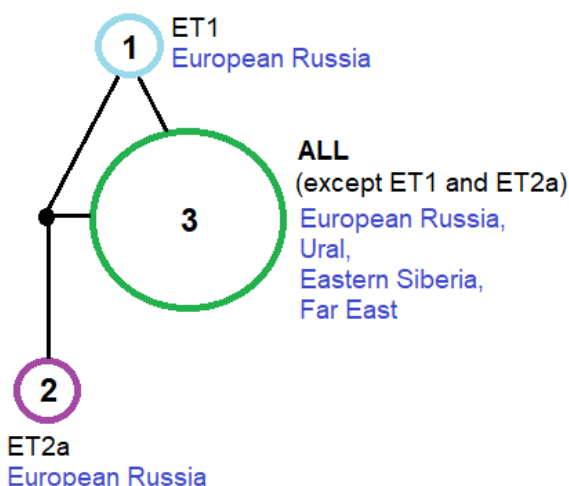 1
ET1
European Russia
3
ALL
(except ET1 and ET2a)
European Russia,
Ural,
Eastern Siberia,
Far East
2
ET2a
European Russia